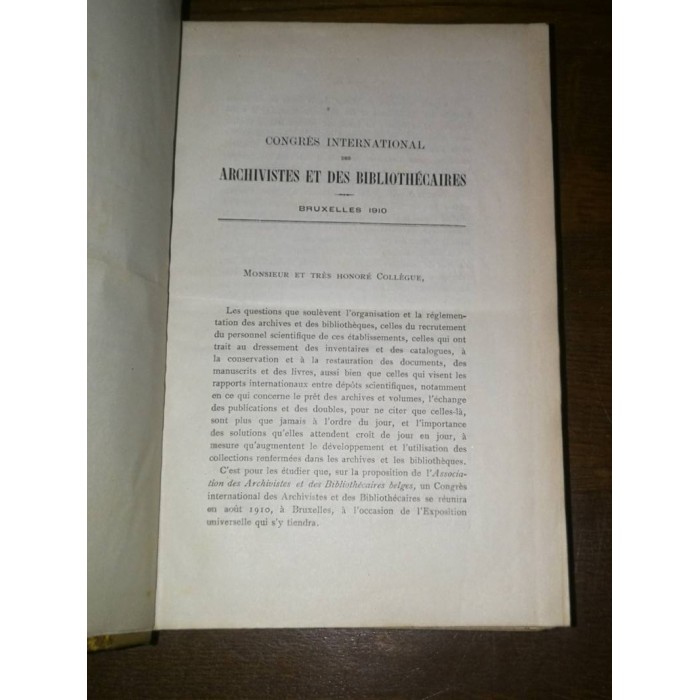 CONGRÈS INTERNATIONAL
DES
ARCHIVISTES ET DES BIBLIOTHÉCAIRES
BRUXELLES 1910
MONSIEUR ET TRÈS HONORÉ COLLÈGUE,
Les questions que soulèvent l'organisation et la réglemen-
tation des archives et des bibliothèques, celles du recrutement
du personnel scientifique de ces établissements, celles qui ont
trait au dressement des inventaires et des catalogues, à
la conservation et à la restauration des documents, des
manuscrits et des livres, aussi bien que celles qui visent les
rapports internationaux entre dépôts scientifiques, notamment
en ce qui concerne le prêt des archives et volumes, l'échange
des publications et des doubles, pour ne citer que celles-là,
sont plus que jamais à l'ordre du jour, et l'importance
des solutions qu'elles attendent croît de jour en jour, à
mesure qu'augmentent le développement et l'utilisation des
collections renfermées dans les archives et les bibliothèques.
C'est pour les étudier que, sur la proposition de l'Associa-
tion des Archivistes et des Bibliothécaires belges, un Congrès
international des Archivistes et des Bibliothécaires se réunira
en août 1910, à Bruxelles, à l'occasion de l'Exposition
universelle qui s'y tiendra.